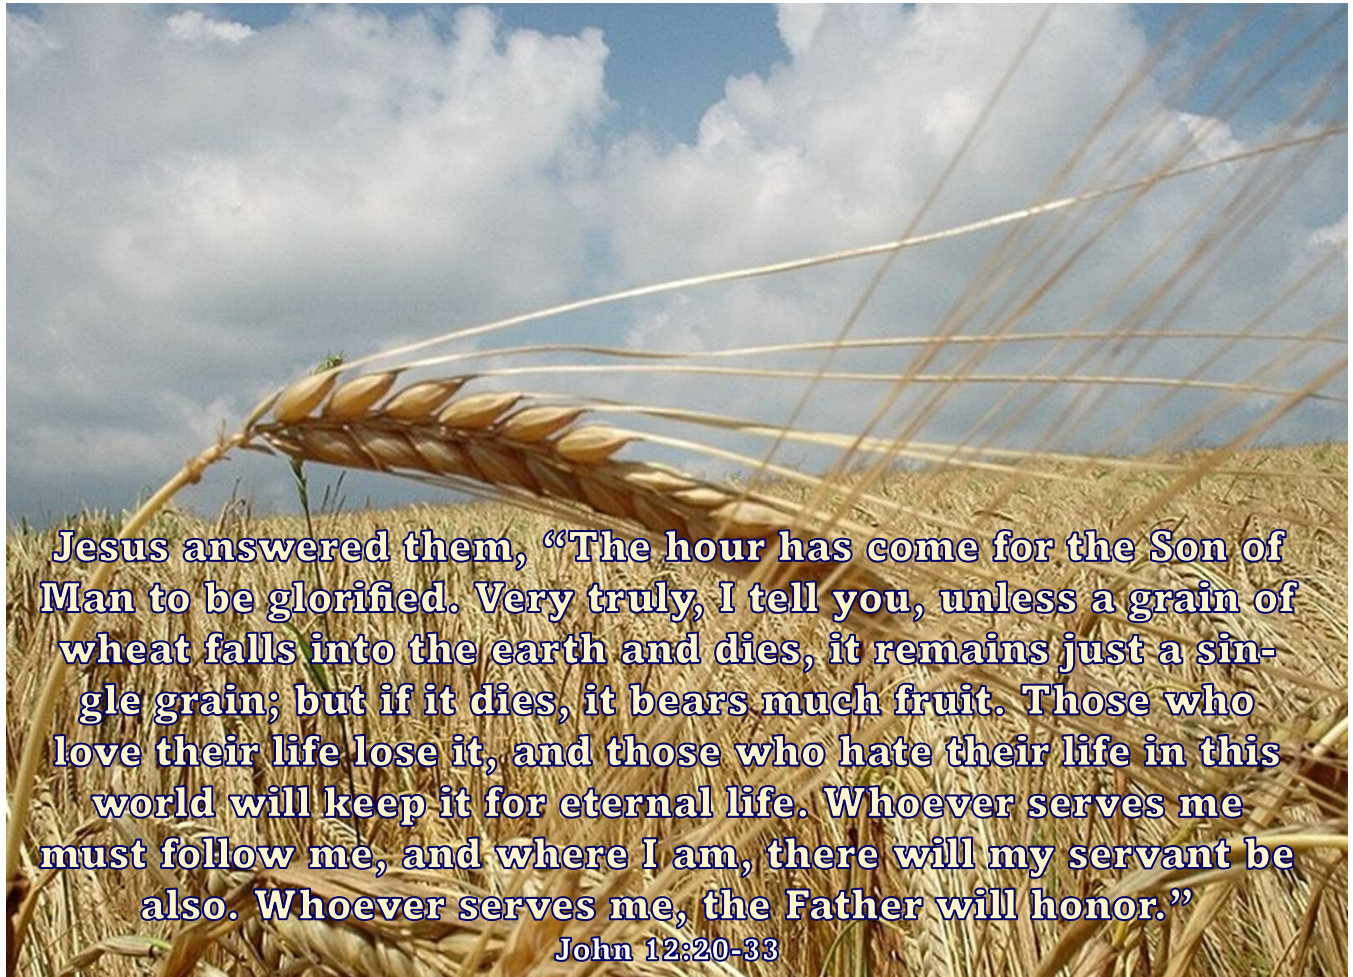 Jesus answered them, “The hour has come for the Son of
Man to be glorified. Very truly, I tell you, unless a grain of
wheat falls into the earth and dies, it remains just a sin-
gle grain; but if it dies, it bears much fruit. Those who
love their life lose it, and those who hate their life in this
world will keep it for eternal life. Whoever serves me
must follow me, and where I am, there will my servant be
also. Whoever serves me, the Father will honor.”
John 12:20-33